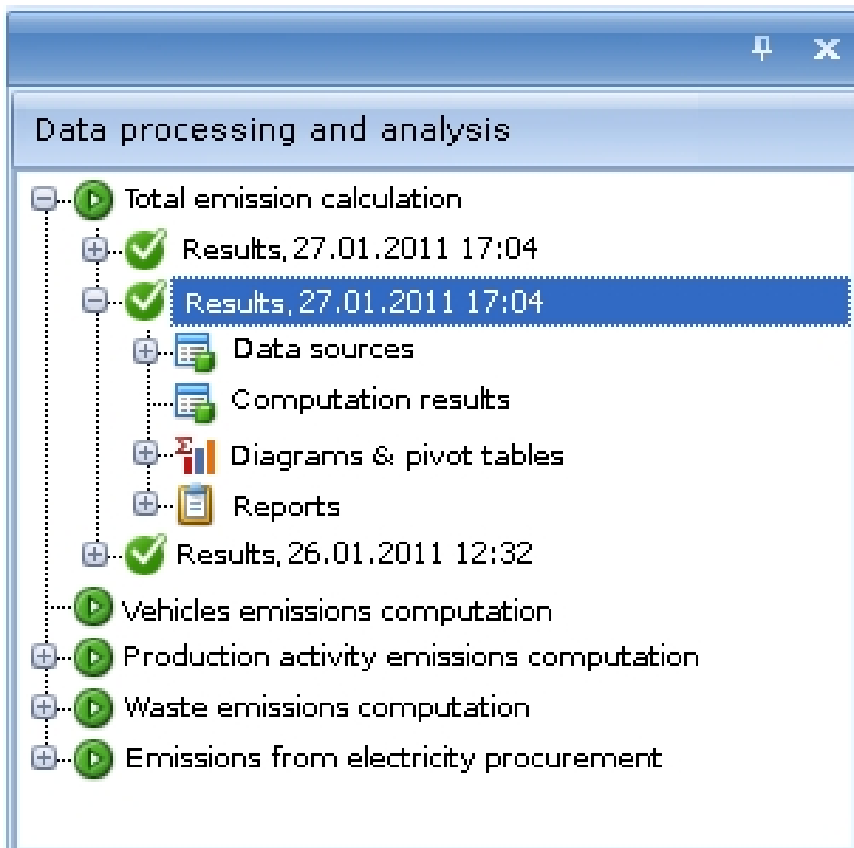 Data processing and analysis
Total emission calculation
Results, 27.01.2011 17:04
Results, 27.01.2011 17:04
Data sources
Computation results
Diagrams & pivot tables
Reports
Results, 26.01.2011 12:32
Vehicles emissions computation
Production activity emissions computation
Waste emissions computation
Emissions from electricity procurement